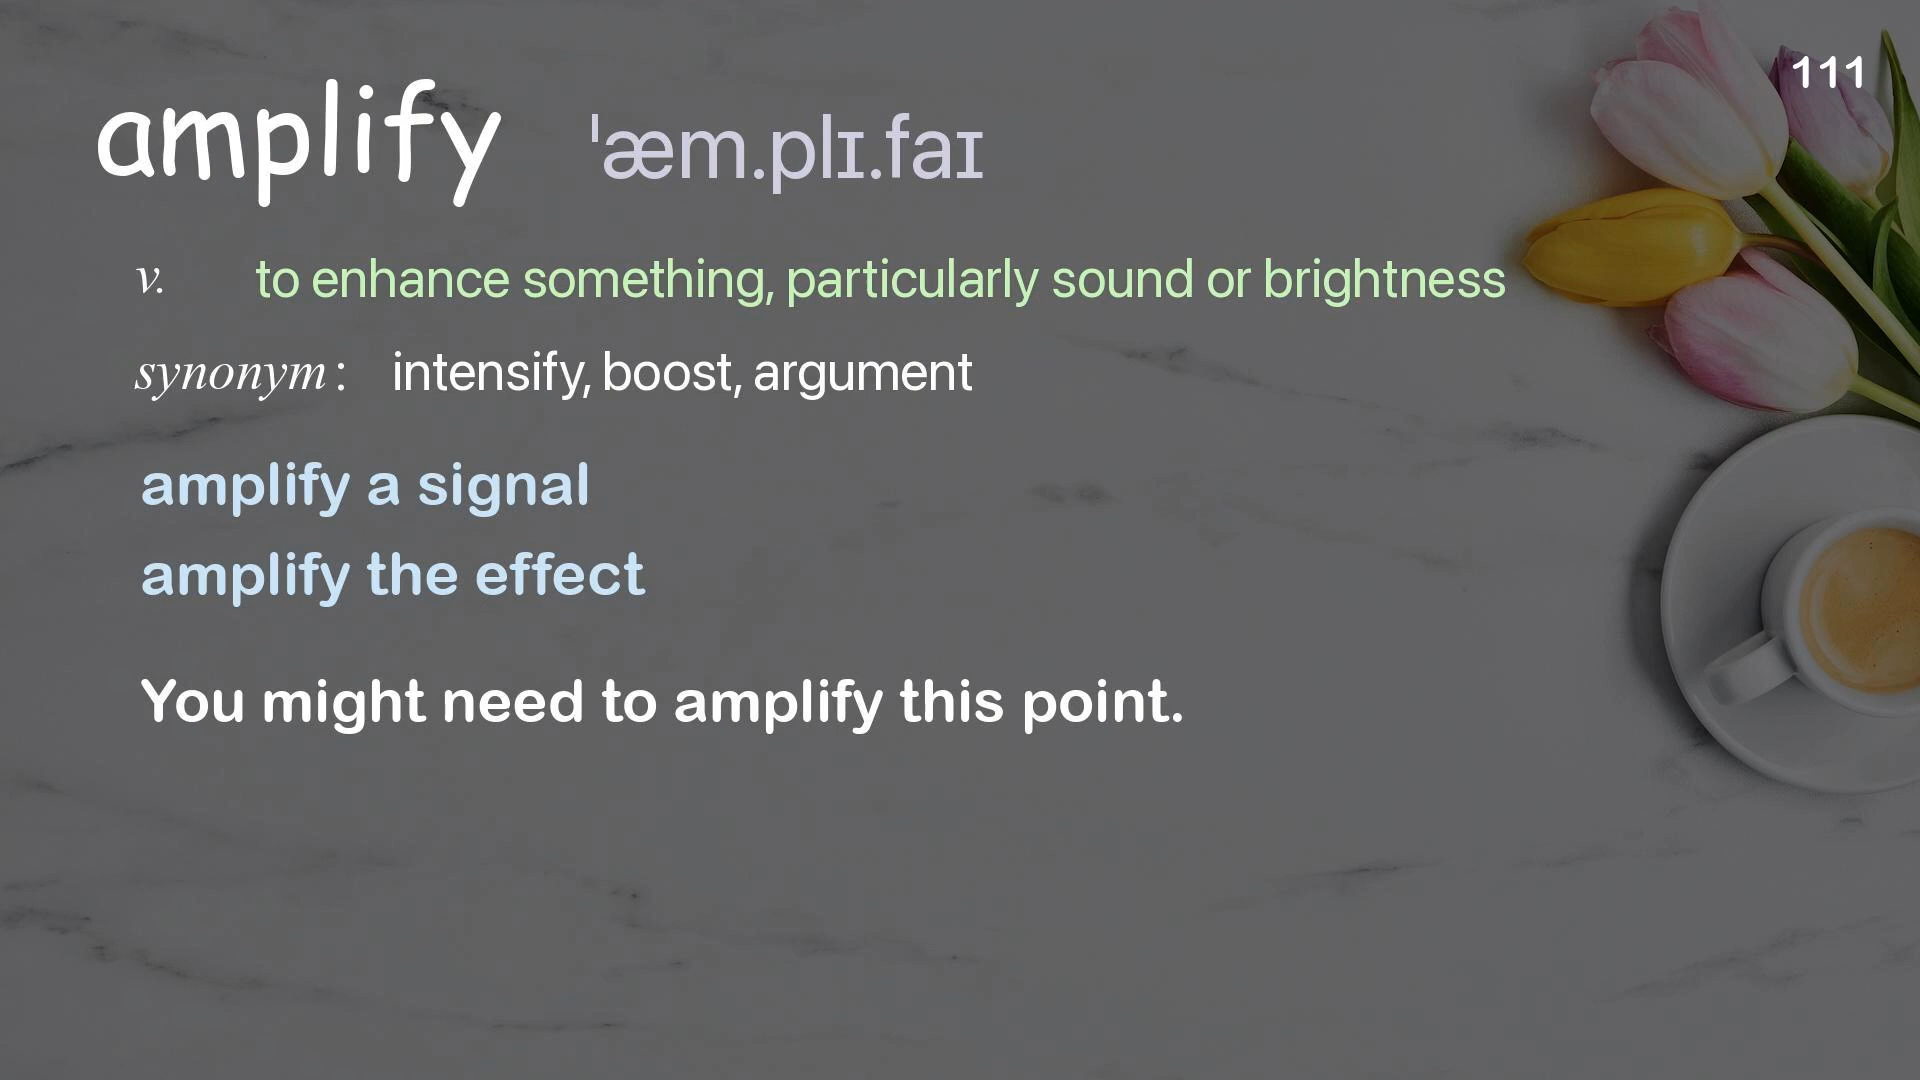 111
amplify ˈæm.plɪ.faɪ
v. to enhance something, particularly sound or brightness
synonym : intensify, boost, argument
amplify a signal
amplify the effect
You might need to amplify this point.